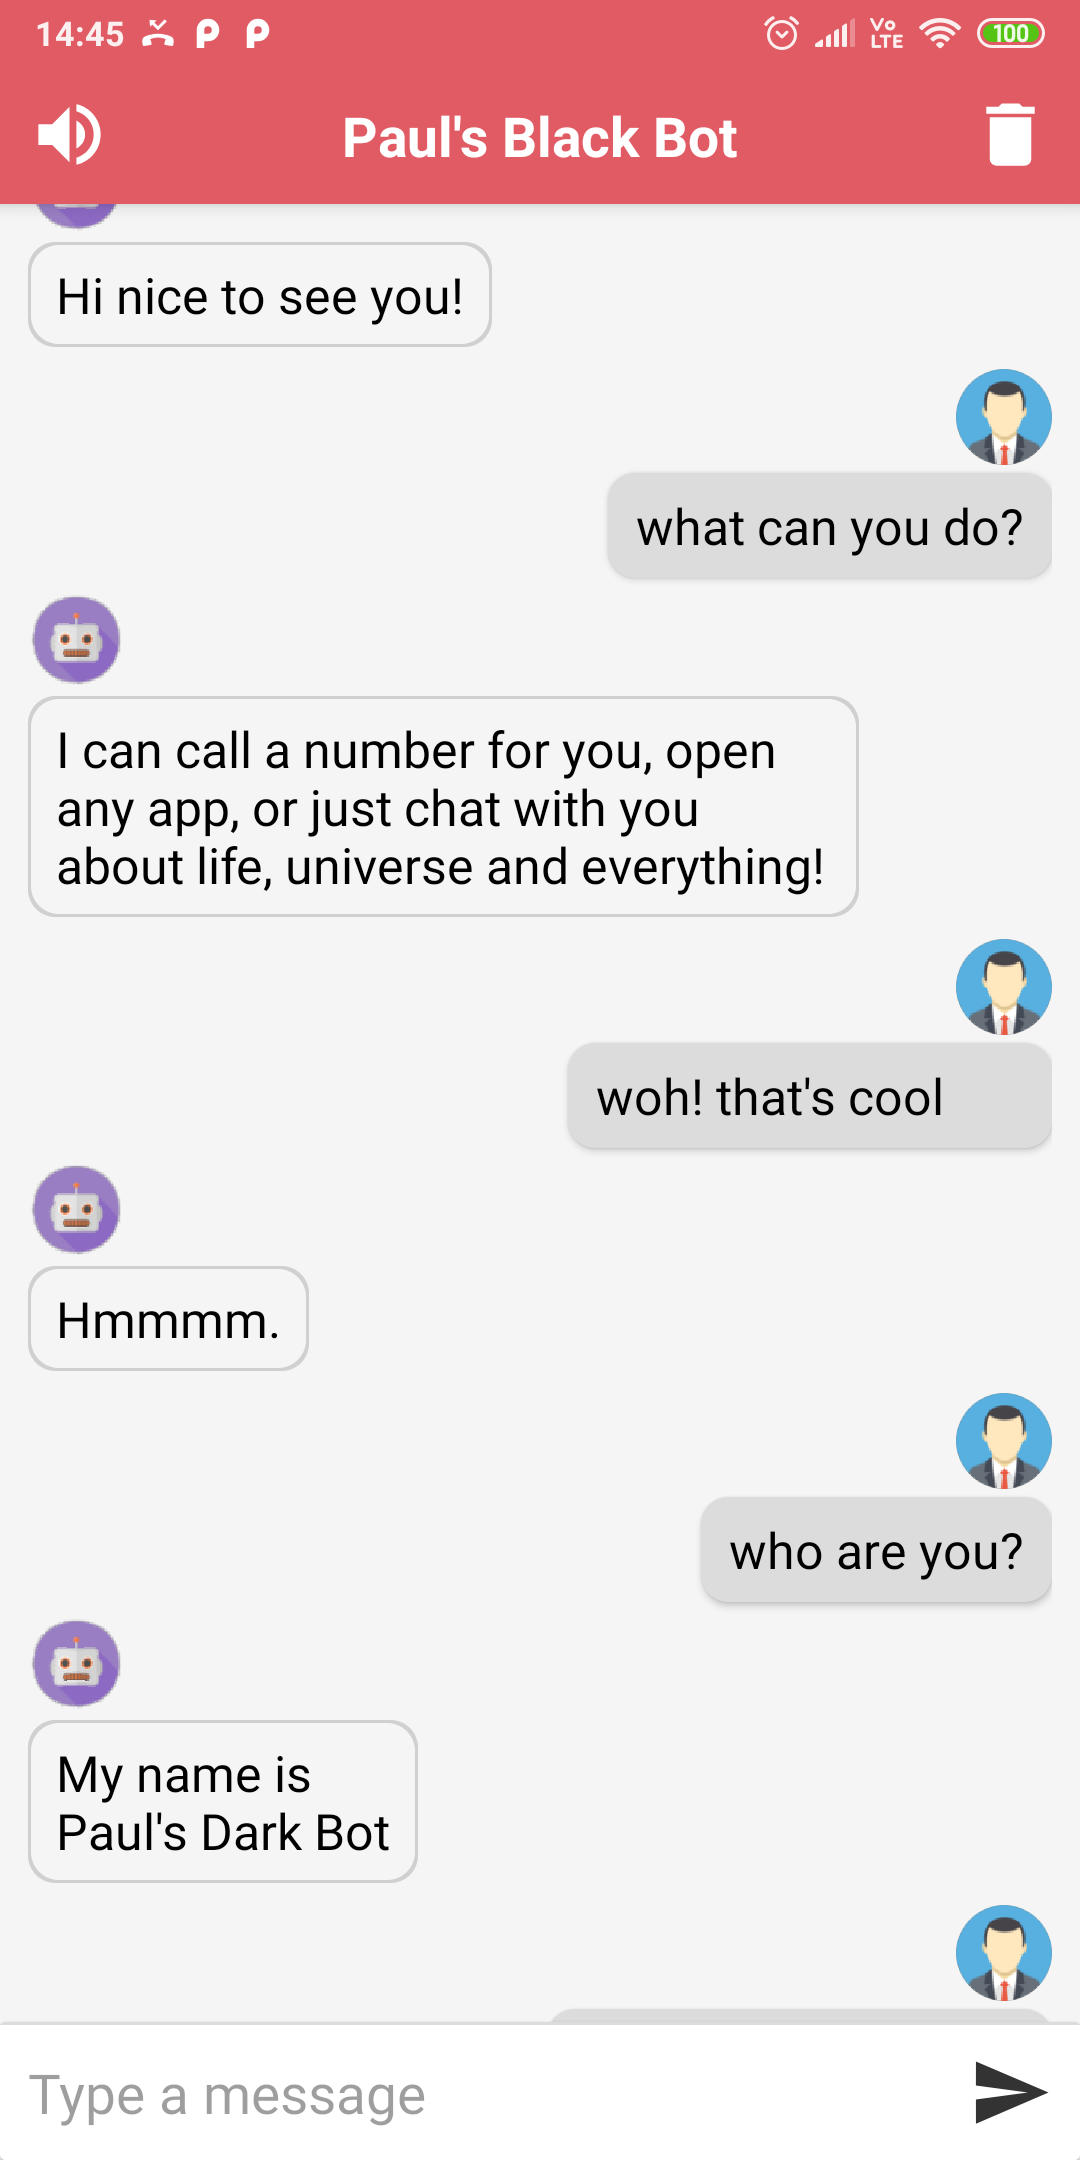 14:45
Vo
LTE
100
Paul's Black Bot
Hi nice to see you!
what can you do?
I can call a number for you, open
any app, or just chat with you
about life, universe and everything!
woh! that's cool
Hmmmm.
who are you?
My name is
Paul's Dark Bot
Type a message